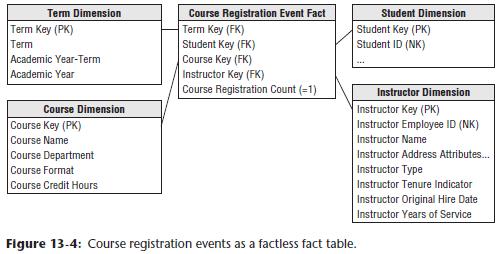 Term Dimension
Term Key (PK)
Term
Academic Year-Term
Academic Year
Course Dimension
Course Key (PK)
Course Name
Course Department
Course Format
Course Credit Hours
Course Registration Event Fact
Term Key (FK)
Student Key (FK)
Course Key (FK)
Instructor Key (FK)
Course Registration Count (=1)
Student Dimension
Student Key (PK)
Student ID (NK)
...
Instructor Dimension
Instructor Key (PK)
Instructor Employee ID (NK)
Instructor Name
Instructor Address Attributes...
Instructor Type
Instructor Tenure Indicator
Instructor Original Hire Date
Instructor Years of Service
Figure 13-4: Course registration events as a factless fact table.